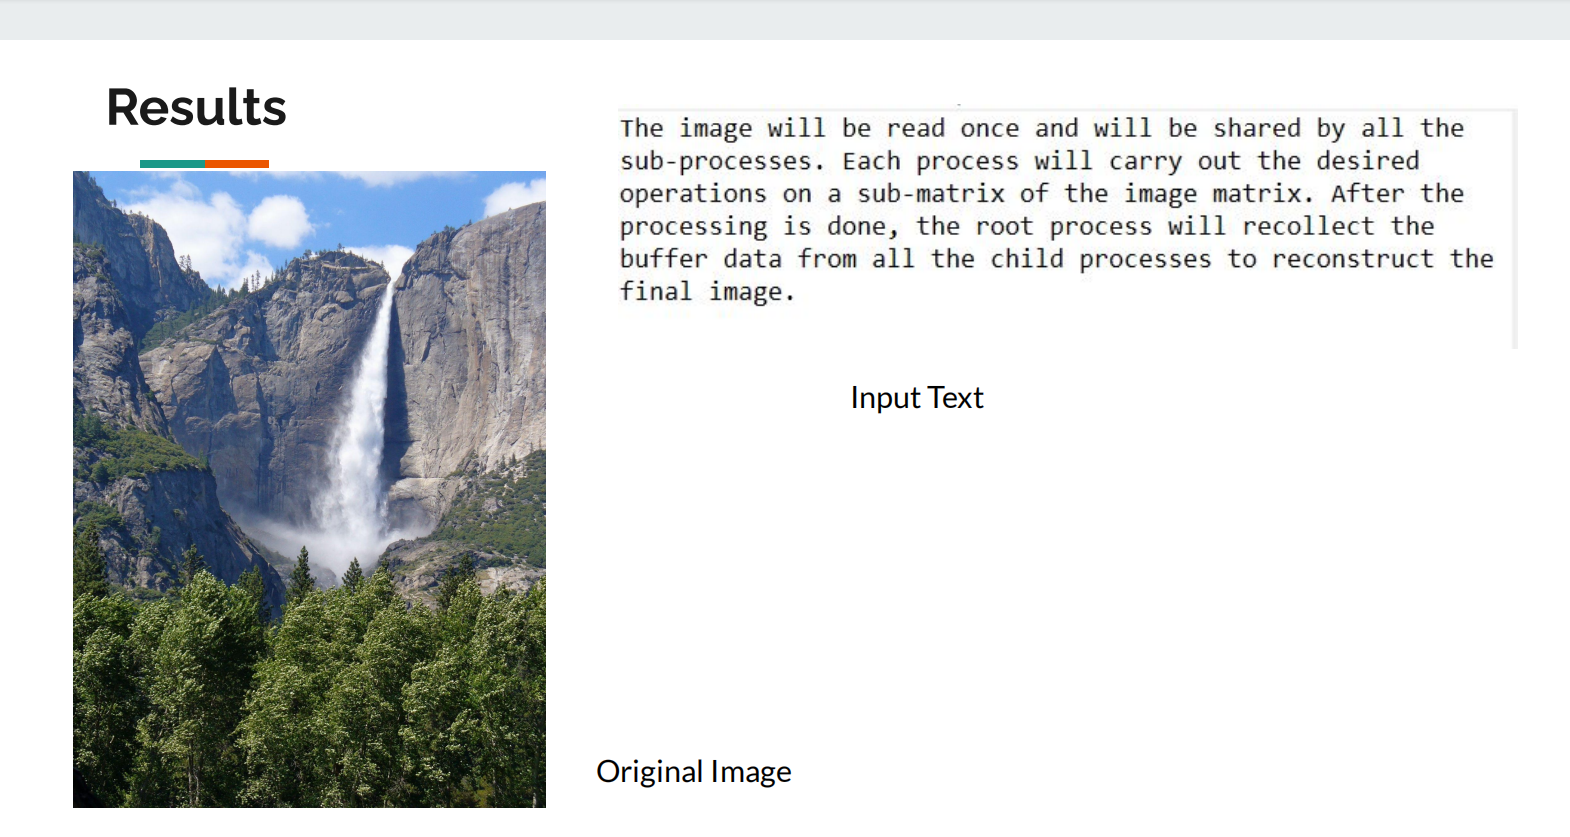 Results
The image will be read once and will be shared by all the
sub-processes. Each process will carry out the desired
operations on a sub-matrix of the image matrix. After the
processing is done, the root process will recollect the
buffer data from all the child processes to reconstruct the
final image.
Input Text
Original Image